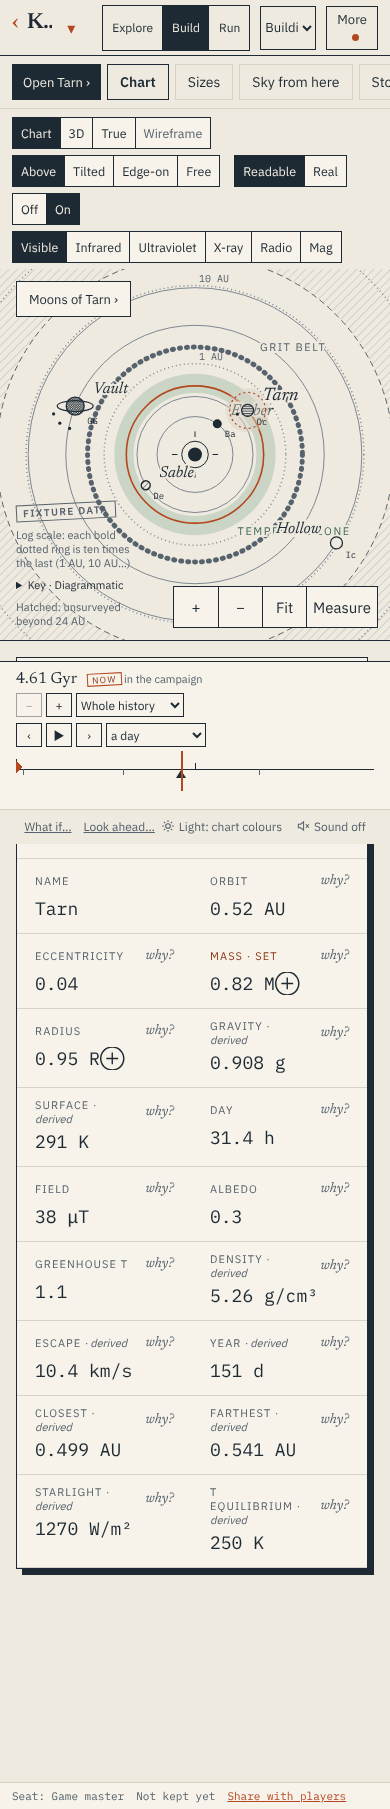 ‹ K.. ▾ Explore Build Run Buildi More
Open Tarn › Chart Sizes Sky from here Sto
Chart 3D True Wireframe
Above Tilted Edge-on Free Readable Real
Off On
Visible Infrared Ultraviolet X-ray Radio Mag
10 AU
Moons of Tarn ›
GRIT BELT
1 AU
Vault
Tarn
Ember
Gs
Oc
Ba
Sable
De
FIXTURE DATA
Hollow
Ic
Log scale: each bold
dotted ring is ten times
the last (1 AU, 10 AU…)
▶ Key · Diagrammatic
Hatched: unsurveyed
beyond 24 AU
+ − Fit Measure
4.61 Gyr NOW in the campaign
− + Whole history
‹ ▶ › a day
What if… Look ahead… Light: chart colours Sound off
NAME ORBIT why?
Tarn 0.52 AU
ECCENTRICITY why? MASS · SET why?
0.04 0.82 M⊕
RADIUS why? GRAVITY · derived why?
0.95 R⊕ 0.908 g
SURFACE · derived why? DAY why?
291 K 31.4 h
FIELD why? ALBEDO why?
38 µT 0.3
GREENHOUSE T why? DENSITY · derived why?
1.1 5.26 g/cm³
ESCAPE · derived why? YEAR · derived why?
10.4 km/s 151 d
CLOSEST · derived why? FARTHEST · derived why?
0.499 AU 0.541 AU
STARLIGHT · derived why? T EQUILIBRIUM · derived why?
1270 W/m² 250 K
Seat: Game master Not kept yet Share with players